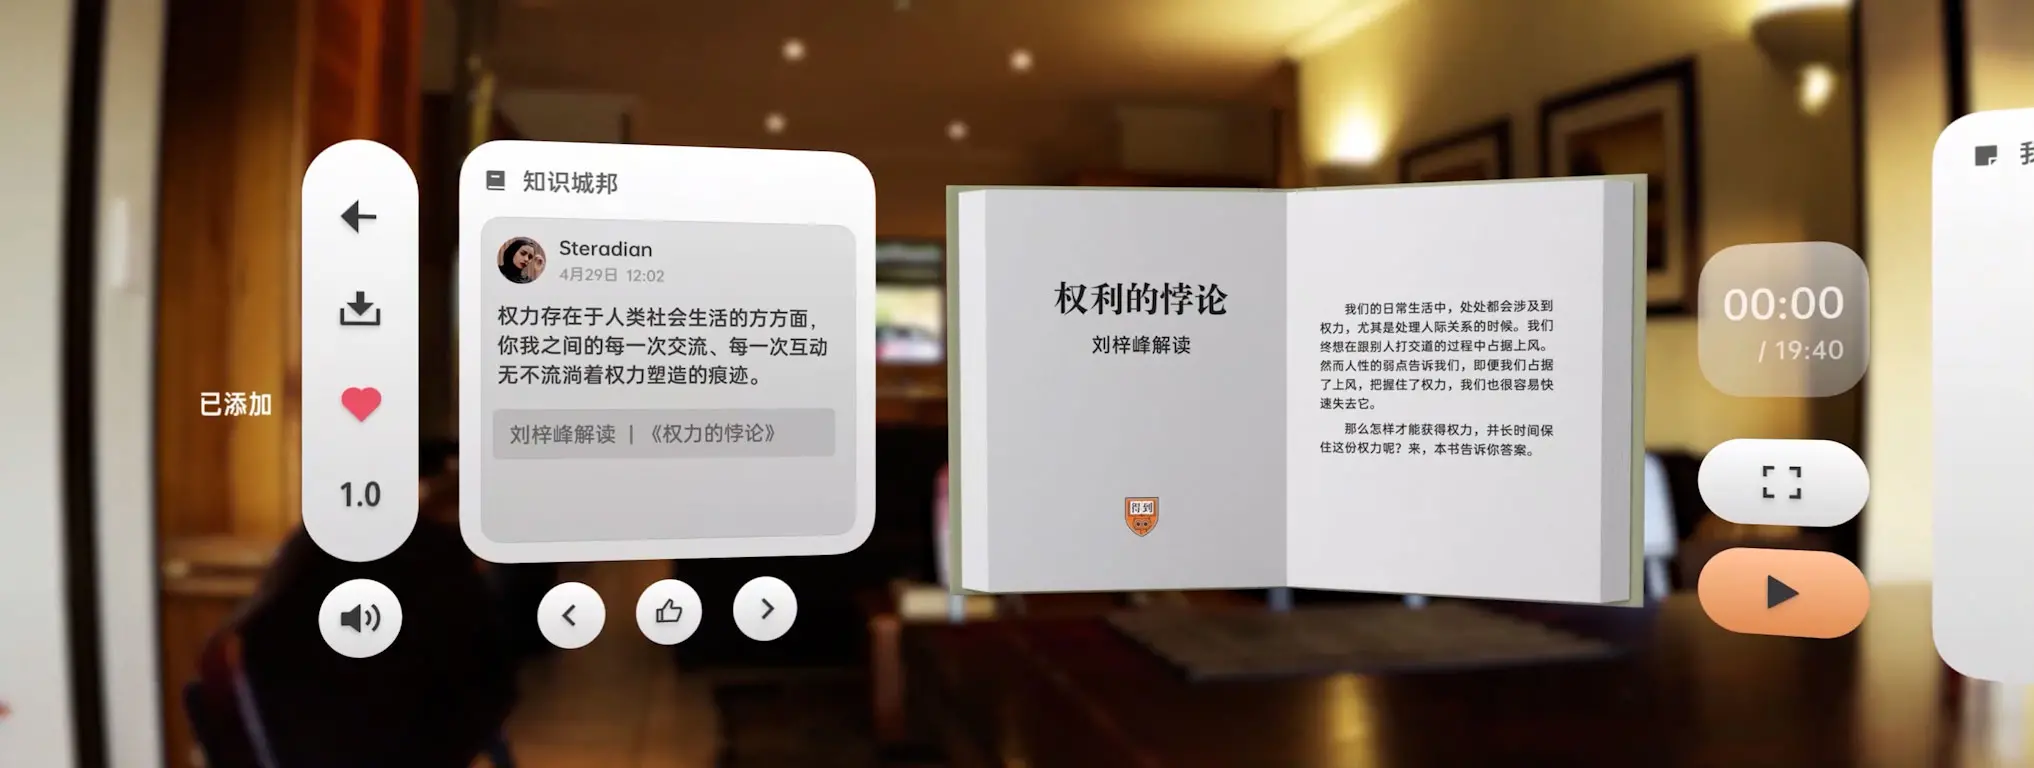 已添加
1.0
知识城邦
Steradian
4月29日 12:02
权力存在于人类社会生活的方方面，
你我之间的每一次交流、每一次互动
无不流淌着权力塑造的痕迹。
刘梓峰解读 | 《权力的悖论》
权利的悖论
刘梓峰解读
得到
我们的日常生活中，处处都会涉及到
权力，尤其是处理人际关系的时候。我们
终想在跟别人打交道的过程中占据上风。
然而人性的弱点告诉我们，即便我们占据
了上风，把握住了权力，我们也很容易快
速失去它。
那么怎样才能获得权力，并长时间保
住这份权力呢？来，本书告诉你答案。
00:00
/ 19:40